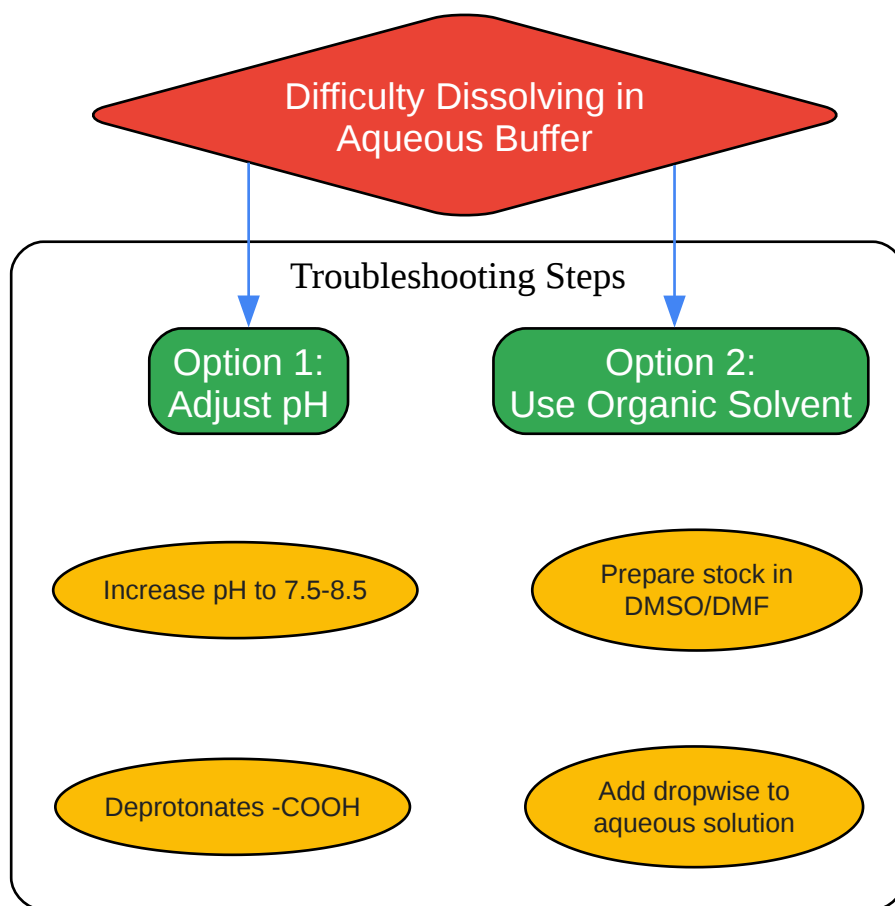 Difficulty Dissolving in
Aqueous Buffer
Troubleshooting Steps
Option 1:
Adjust pH
Option 2:
Use Organic Solvent
Increase pH to 7.5-8.5
Prepare stock in
DMSO/DMF
Deprotonates -COOH
Add dropwise to
aqueous solution